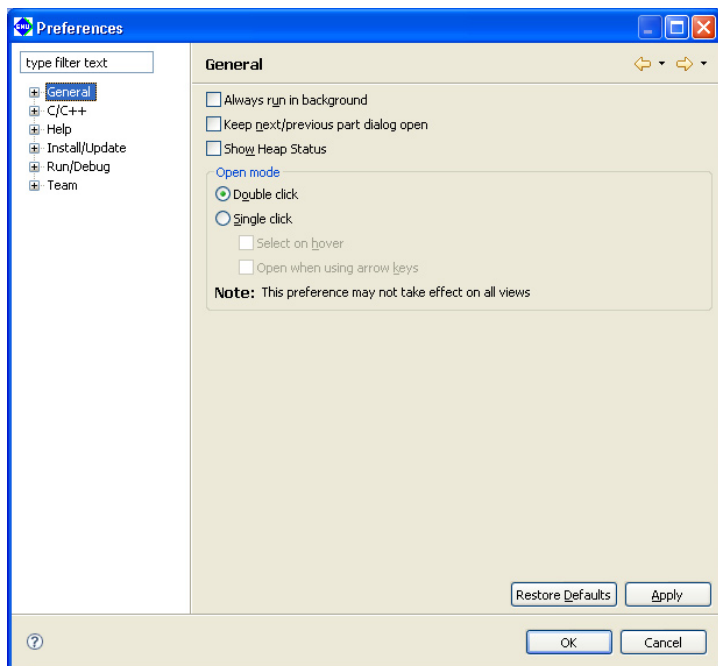 Preferences
type filter text
General
C/C++
Help
Install/Update
Run/Debug
Team
General
Always run in background
Keep next/previous part dialog open
Show Heap Status
Open mode
Double click
Single click
Select on hover
Open when using arrow keys
Note: This preference may not take effect on all views
Restore Defaults
Apply
?
OK
Cancel